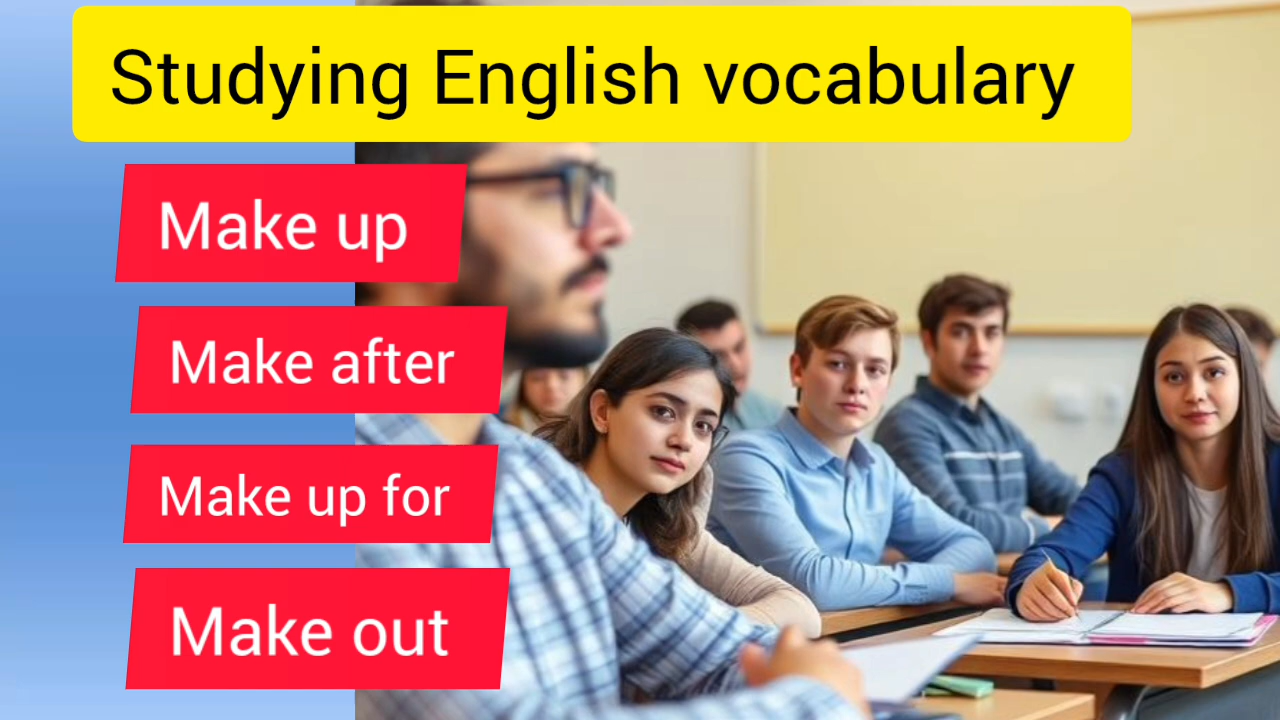 Studying English vocabulary
Make up
Make after
Make up for
Make out